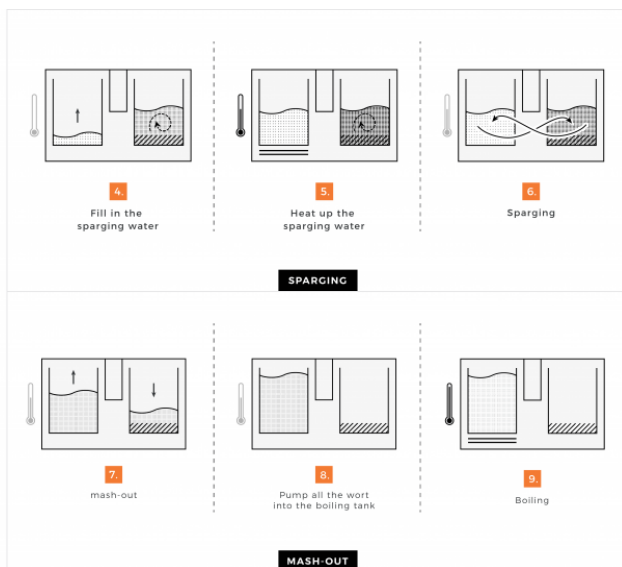 4.
Fill in the
sparging water
5.
Heat up the
sparging water
6.
Sparging
SPARGING
7.
mash-out
8.
Pump all the wort
into the boiling tank
9.
Boiling
MASH-OUT